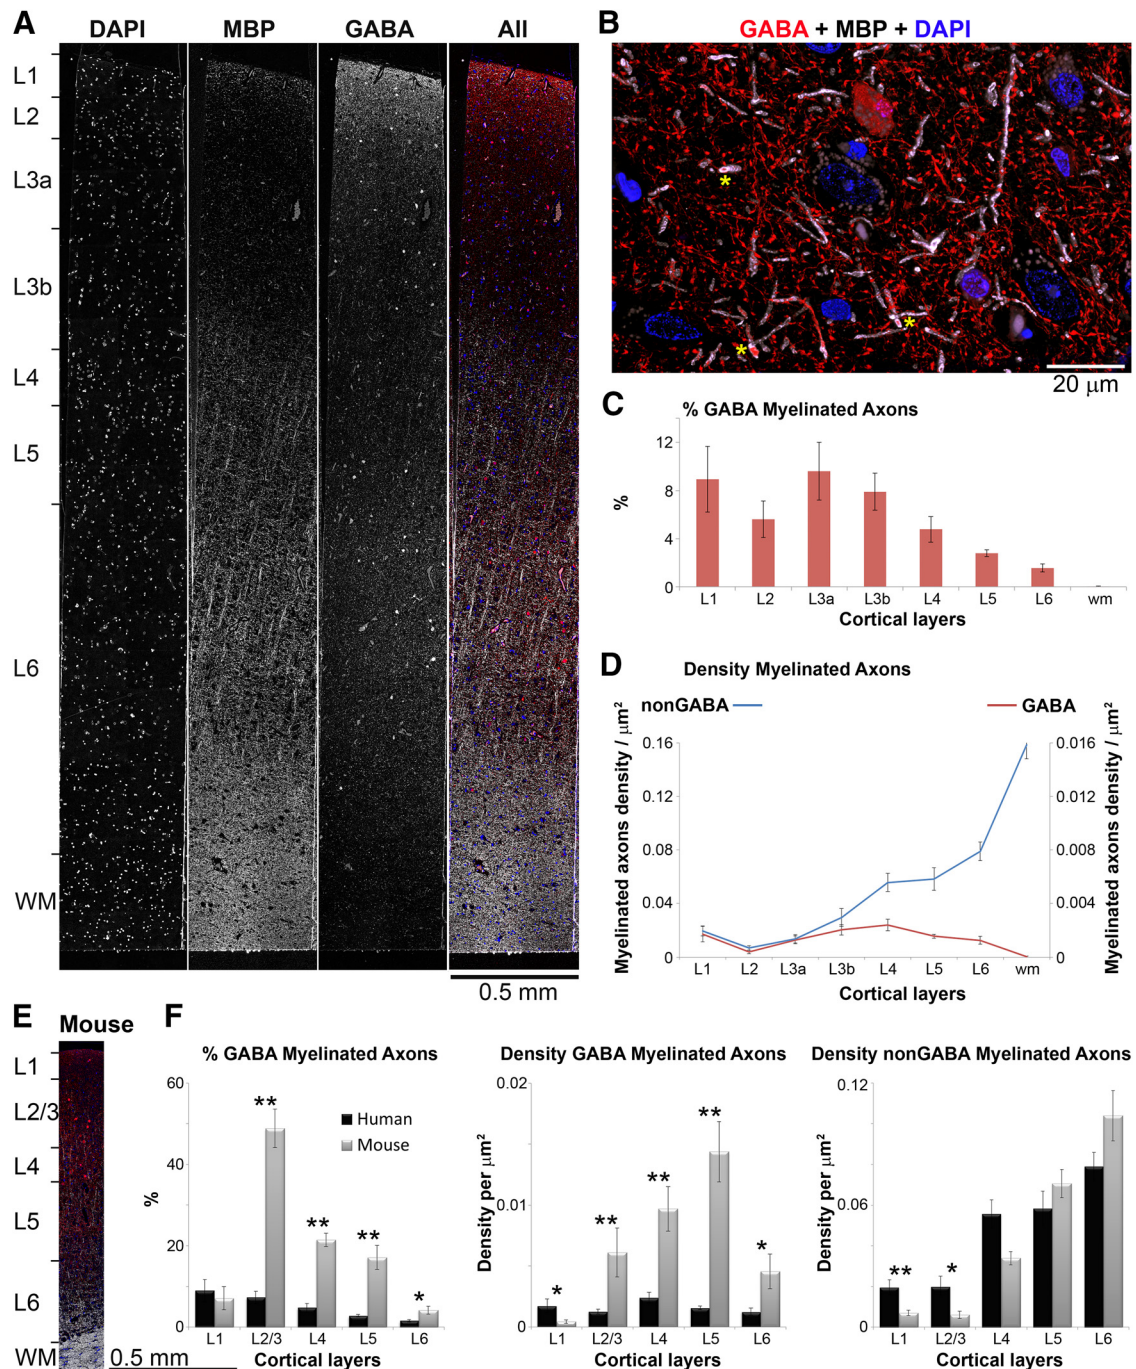 A
DAPI MBP GABA All
L1
L2
L3a
L3b
L4
L5
L6
WM
0.5 mm
B
GABA + MBP + DAPI
*
*
*
20 μm
C
% GABA Myelinated Axons
%
12
8
4
0
L1 L2 L3a L3b L4 L5 L6 wm
Cortical layers
D
Density Myelinated Axons
nonGABA
GABA
Myelinated axons density / μm²
0.16
0.12
0.08
0.04
0
0.016
0.012
0.008
0.004
0
Myelinated axons density / μm²
L1 L2 L3a L3b L4 L5 L6 wm
Cortical layers
E
Mouse
L1
L2/3
L4
L5
L6
WM
0.5 mm
F
% GABA Myelinated Axons
%
60
40
20
0
**
**
**
*
Human
Mouse
L1 L2/3 L4 L5 L6
Cortical layers
Density GABA Myelinated Axons
Density per μm²
0.02
0.01
0
*
**
**
**
*
L1 L2/3 L4 L5 L6
Cortical layers
Density nonGABA Myelinated Axons
Density per μm²
0.12
0.06
0
**
*
L1 L2/3 L4 L5 L6
Cortical layers